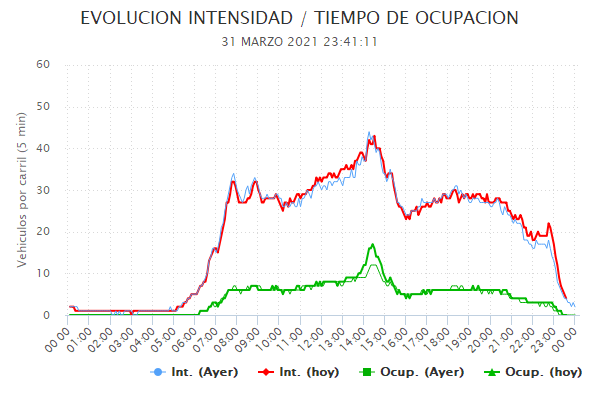 EVOLUCION INTENSIDAD / TIEMPO DE OCUPACION
31 MARZO 2021 23:41:11
Vehiculos por carril (5 min)
60
50
40
30
20
10
0
00:00 01:00 02:00 03:00 04:00 05:00 06:00 07:00 08:00 09:00 10:00 11:00 12:00 13:00 14:00 15:00 16:00 17:00 18:00 19:00 20:00 21:00 22:00 23:00 00:00
Int. (Ayer) Int. (hoy) Ocup. (Ayer) Ocup. (hoy)